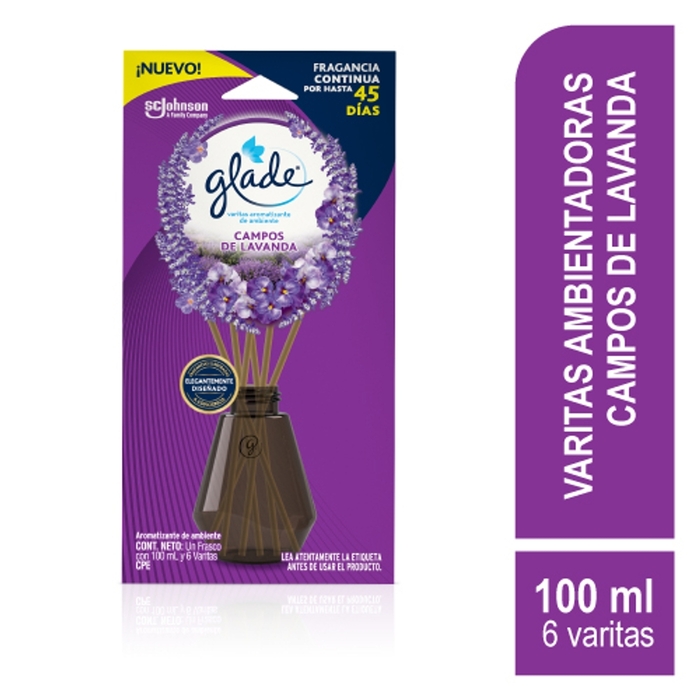 ¡NUEVO!
FRAGANCIA
CONTINUA
POR HASTA 45
DÍAS
SCJohnson
A Family Company
glade
varitas aromatizante
de ambiente
CAMPOS
DE LAVANDA
ELEGANTEMENTE
DISEÑADO
g
Aromatizante de ambiente
CONT. NETO: Un Frasco
con 100 mL y 6 Varitas
CPE
LEA ATENTAMENTE LA ETIQUETA
ANTES DE USAR EL PRODUCTO.
VARITAS AMBIENTADORAS
CAMPOS DE LAVANDA
100 ml
6 varitas